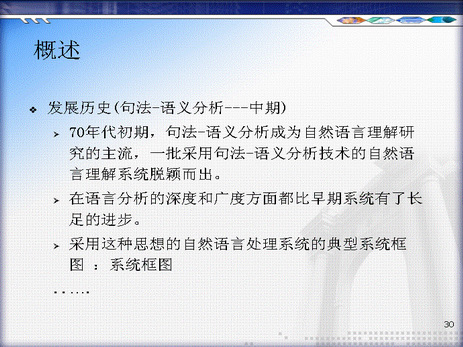 概述
❖ 发展历史(句法-语义分析---中期)
➢ 70年代初期，句法-语义分析成为自然语言理解研
究的主流，一批采用句法-语义分析技术的自然语
言理解系统脱颖而出。
➢ 在语言分析的深度和广度方面都比早期系统有了长
足的进步。
➢ 采用这种思想的自然语言处理系统的典型系统框
图 ：系统框图
……
30